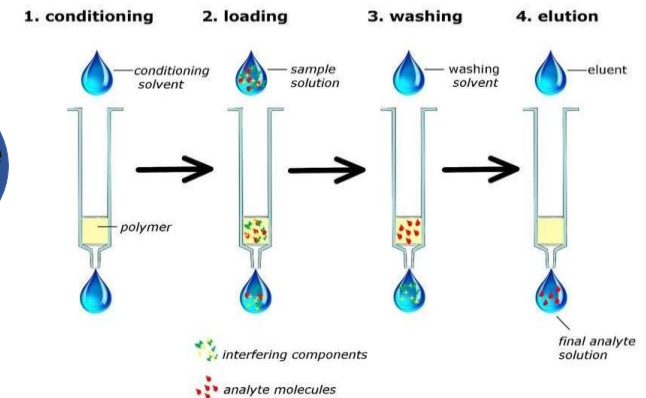 1. conditioning
2. loading
3. washing
4. elution
conditioning
solvent
sample
solution
washing
solvent
eluent
polymer
final analyte
solution
interfering components
analyte molecules